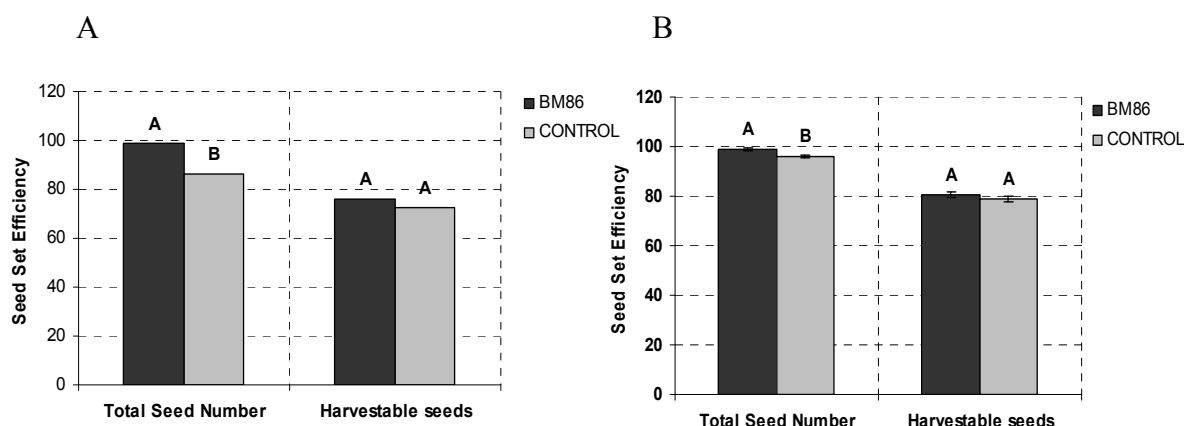 A
B
120
100
80
60
40
20
0
Seed Set Efficiency
A
B
A
A
BM86
CONTROL
Total Seed Number
Harvestable seeds
120
100
80
60
40
20
0
Seed Set Efficiency
A
B
A
A
BM86
CONTROL
Total Seed Number
Harvestable seeds